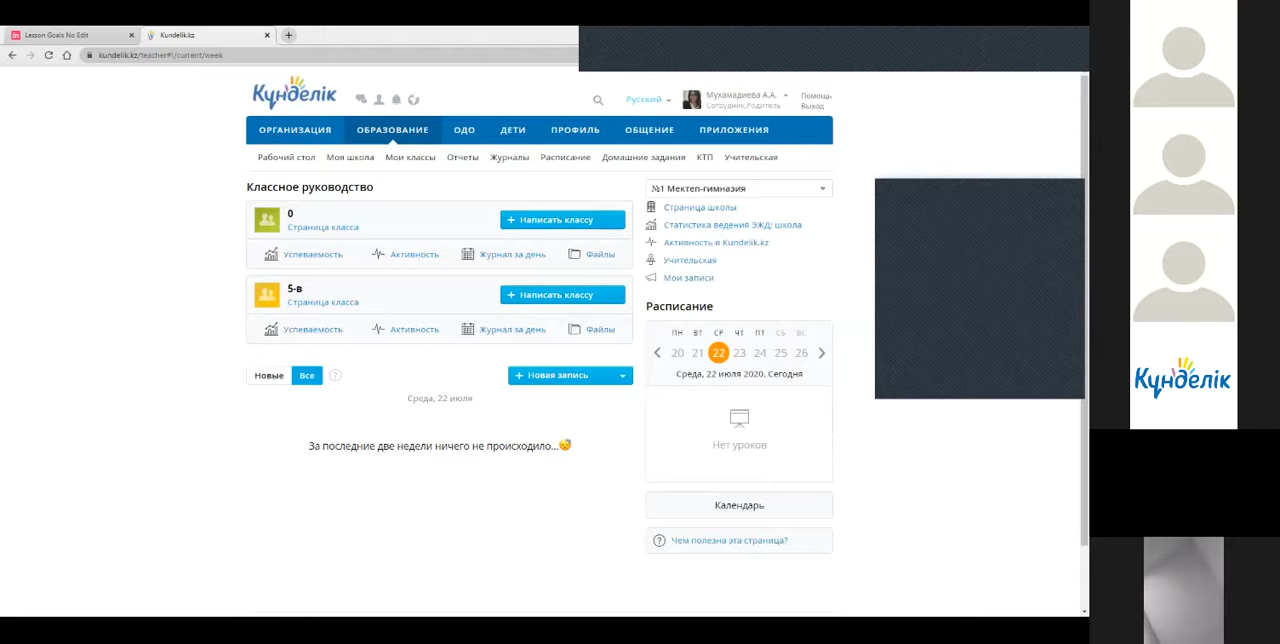 Lesson Goals No Edit
Kundelik.kz
kundelik.kz/teacher#!/current/week
Күнделік
Русский
Мухамадиева А.А.
Сотрудник,Родитель
Помощь
Выход
ОРГАНИЗАЦИЯ ОБРАЗОВАНИЕ ОДО ДЕТИ ПРОФИЛЬ ОБЩЕНИЕ ПРИЛОЖЕНИЯ
Рабочий стол Моя школа Мои классы Отчеты Журналы Расписание Домашние задания КТП Учительская
Классное руководство
0
Страница класса
+ Написать классу
Успеваемость Активность Журнал за день Файлы
5-в
Страница класса
+ Написать классу
Успеваемость Активность Журнал за день Файлы
Новые Все ?
+ Новая запись
Среда, 22 июля
За последние две недели ничего не происходило...
№1 Мектеп-гимназия
Страница школы
Статистика ведения ЭЖД: школа
Активность в Kundelik.kz
Учительская
Мои записи
Расписание
ПН ВТ СР ЧТ ПТ СБ ВС
20 21 22 23 24 25 26
Среда, 22 июля 2020. Сегодня
Нет уроков
Календарь
? Чем полезна эта страница?
Күнделік